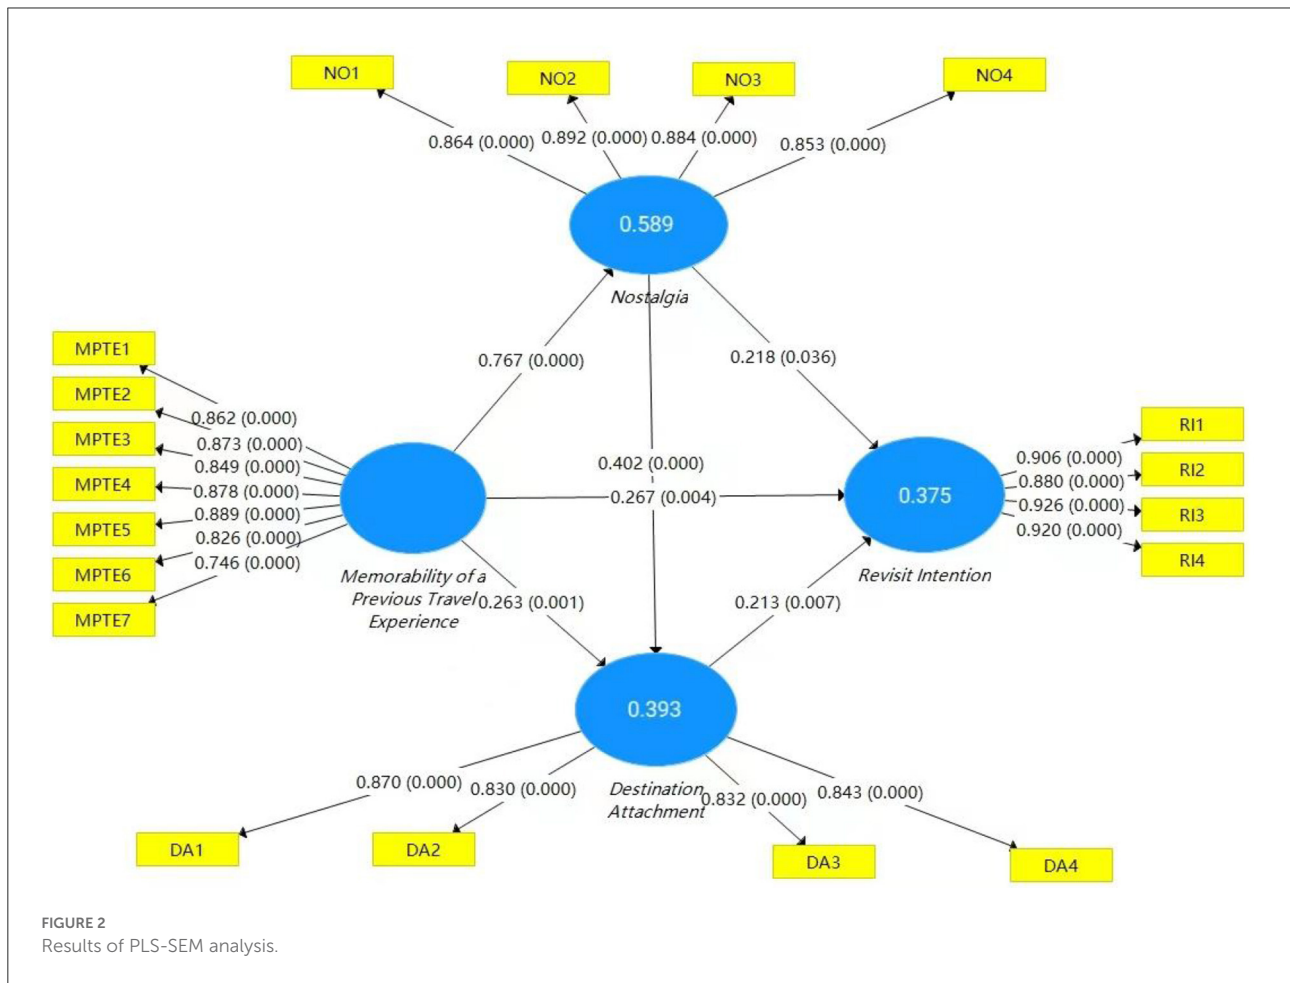 NO1
NO2
NO3
NO4
0.864 (0.000)
0.892 (0.000)
0.884 (0.000)
0.853 (0.000)
0.589
Nostalgia
MPTE1
MPTE2
MPTE3
MPTE4
MPTE5
MPTE6
MPTE7
0.862 (0.000)
0.873 (0.000)
0.849 (0.000)
0.878 (0.000)
0.889 (0.000)
0.826 (0.000)
0.746 (0.000)
Memorability of a
Previous Travel
Experience
0.767 (0.000)
0.218 (0.036)
0.402 (0.000)
0.267 (0.004)
0.263 (0.001)
0.213 (0.007)
0.375
Revisit Intention
0.906 (0.000)
0.880 (0.000)
0.926 (0.000)
0.920 (0.000)
RI1
RI2
RI3
RI4
0.393
Destination
Attachment
0.870 (0.000)
0.830 (0.000)
0.832 (0.000)
0.843 (0.000)
DA1
DA2
DA3
DA4
FIGURE 2
Results of PLS-SEM analysis.